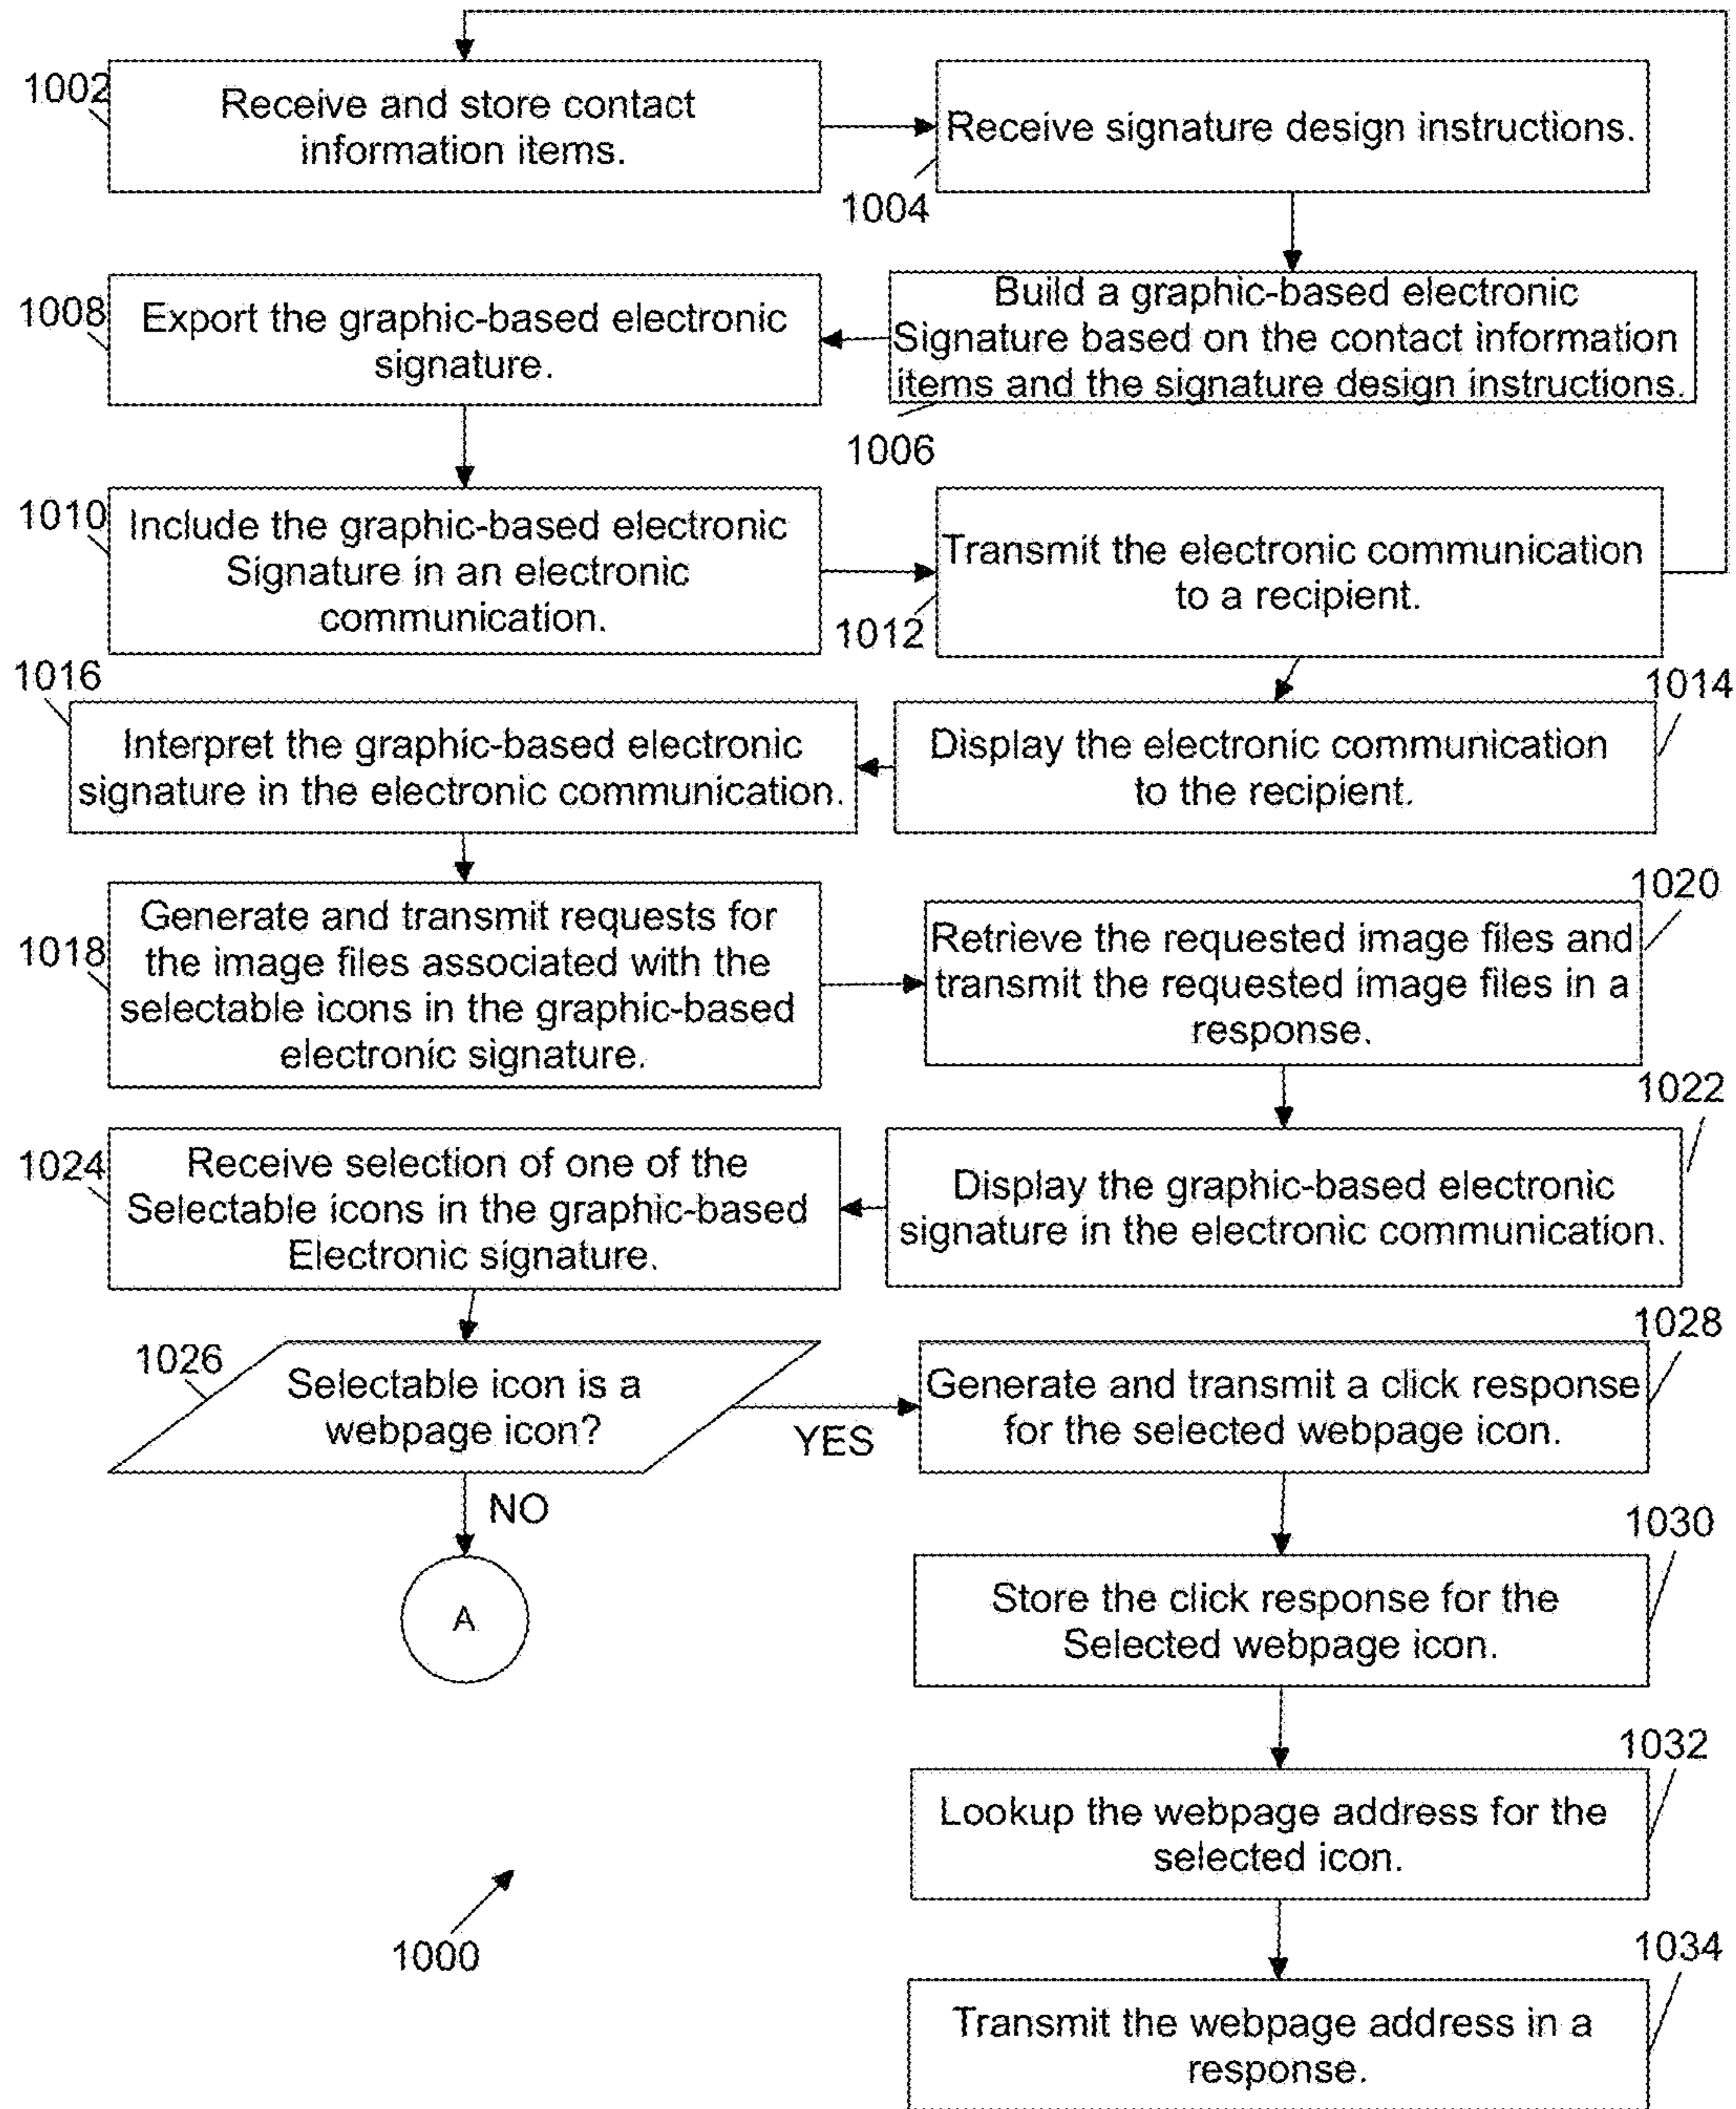 1002
Receive and store contact
information items.
Receive signature design instructions.
1004
1008
Export the graphic-based electronic
signature.
Build a graphic-based electronic
Signature based on the contact information
items and the signature design instructions.
1006
1010
Include the graphic-based electronic
Signature in an electronic
communication.
Transmit the electronic communication
to a recipient.
1012
1016
Interpret the graphic-based electronic
signature in the electronic communication.
1014
Display the electronic communication
to the recipient.
1018
Generate and transmit requests for
the image files associated with the
selectable icons in the graphic-based
electronic signature.
1020
Retrieve the requested image files and
transmit the requested image files in a
response.
1022
1024
Receive selection of one of the
Selectable icons in the graphic-based
Electronic signature.
Display the graphic-based electronic
signature in the electronic communication.
1026
Selectable icon is a
webpage icon?
YES
NO
A
1028
Generate and transmit a click response
for the selected webpage icon.
1030
Store the click response for the
Selected webpage icon.
1032
Lookup the webpage address for the
selected icon.
1000
1034
Transmit the webpage address in a
response.